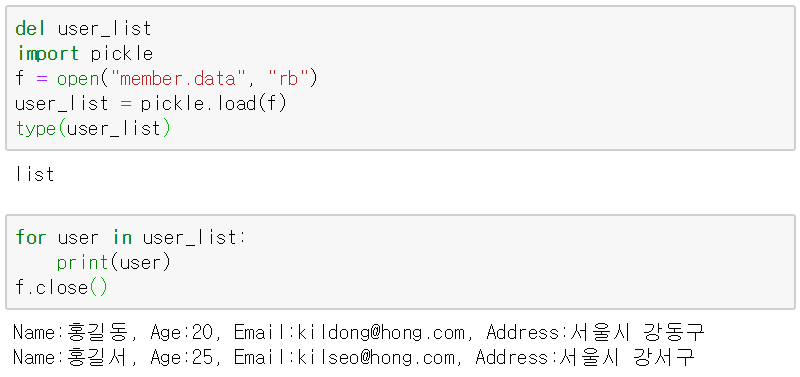 del user_list
import pickle
f = open("member.data", "rb")
user_list = pickle.load(f)
type(user_list)
list
for user in user_list:
    print(user)
f.close()
Name:홍길동, Age:20, Email:kildong@hong.com, Address:서울시 강동구
Name:홍길서, Age:25, Email:kilseo@hong.com, Address:서울시 강서구